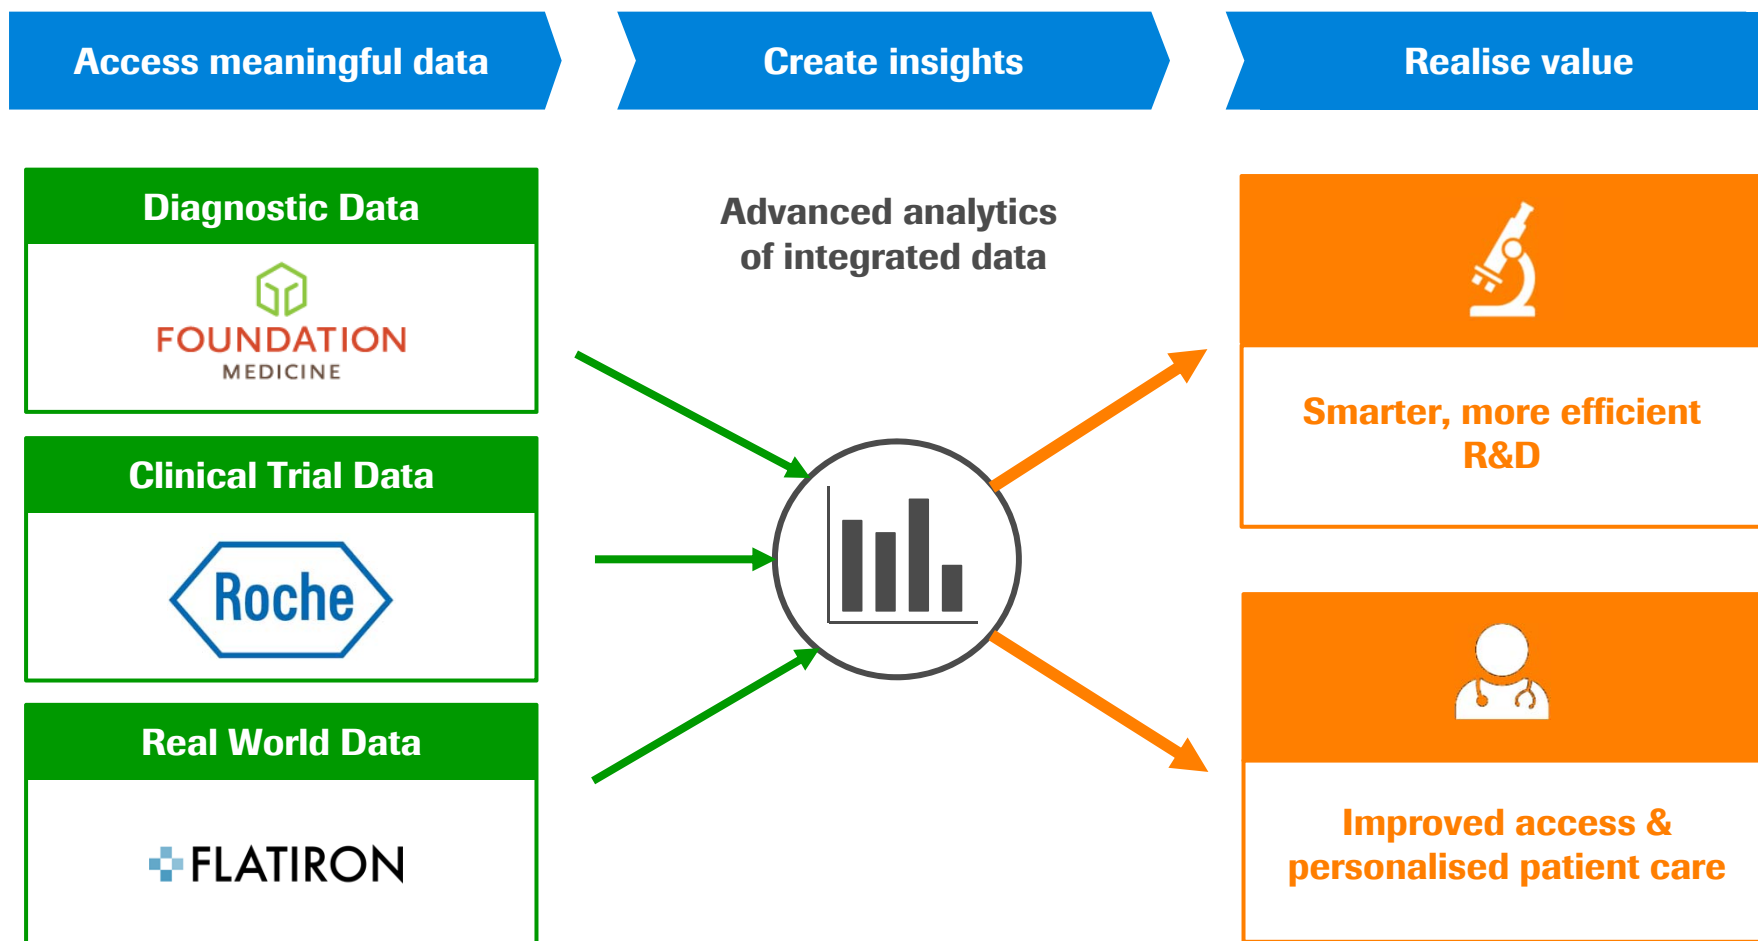 Access meaningful data
Create insights
Realise value
Diagnostic Data
FOUNDATION
MEDICINE
Clinical Trial Data
Roche
Real World Data
FLATIRON
Advanced analytics
of integrated data
Smarter, more efficient
R&D
Improved access &
personalised patient care